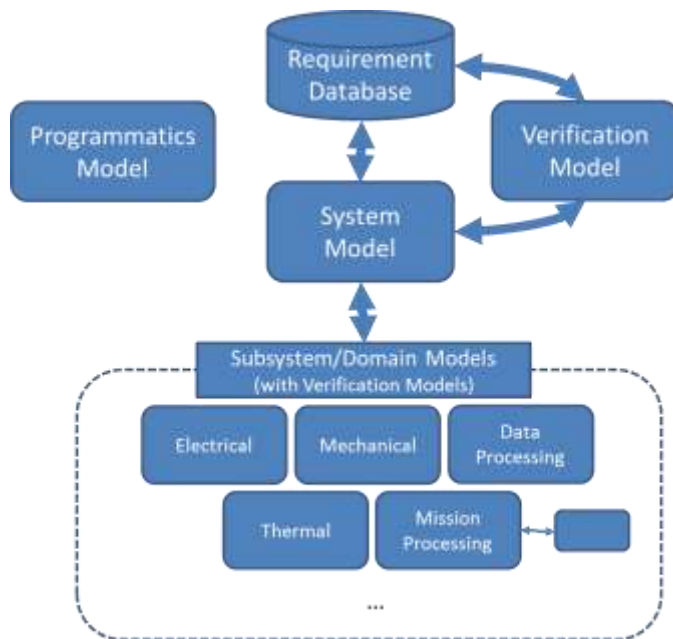 Requirement
Database
Programmatics
Model
Verification
Model
System
Model
Subsystem/Domain Models
(with Verification Models)
Electrical
Mechanical
Data
Processing
Thermal
Mission
Processing
...